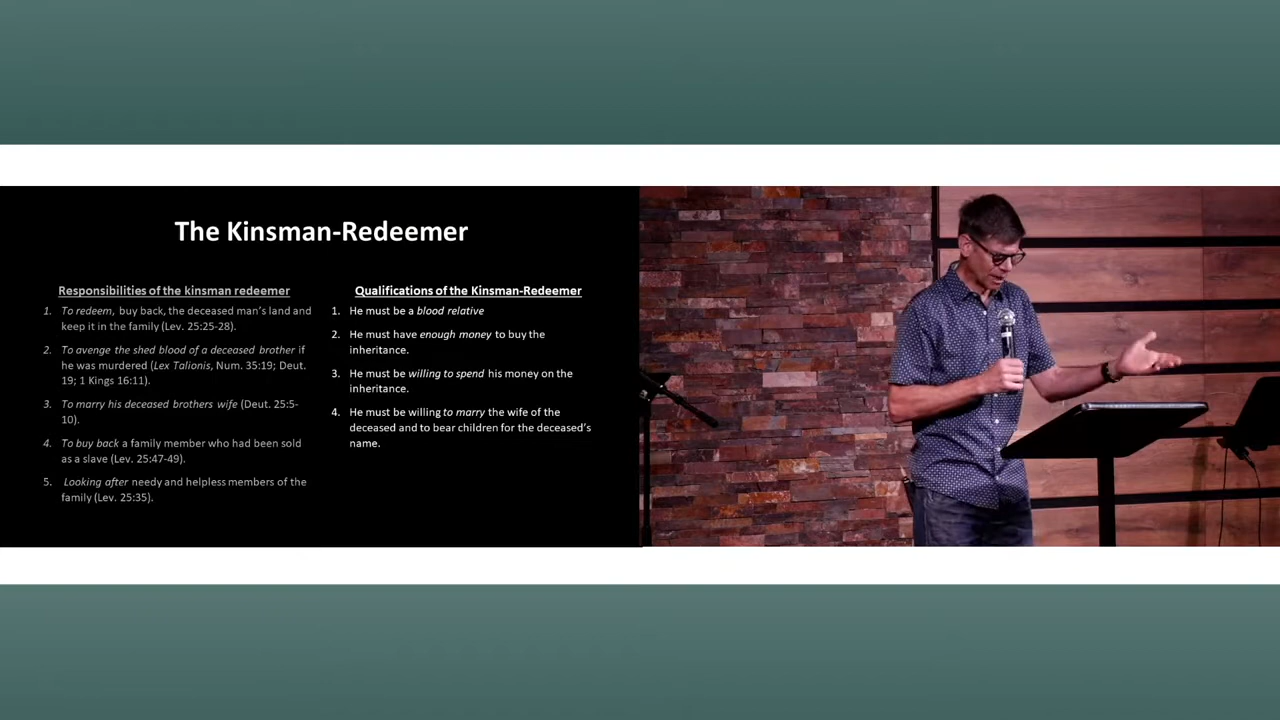 The Kinsman-Redeemer
Responsibilities of the kinsman redeemer
1. To redeem, buy back, the deceased man's land and
keep it in the family (Lev. 25:25-28).
2. To avenge the shed blood of a deceased brother if
he was murdered (Lex Talionis, Num. 35:19; Deut.
19; 1 Kings 16:11).
3. To marry his deceased brothers wife (Deut. 25:5-
10).
4. To buy back a family member who had been sold
as a slave (Lev. 25:47-49).
5. Looking after needy and helpless members of the
family (Lev. 25:35).
Qualifications of the Kinsman-Redeemer
1. He must be a blood relative
2. He must have enough money to buy the
inheritance.
3. He must be willing to spend his money on the
inheritance.
4. He must be willing to marry the wife of the
deceased and to bear children for the deceased's
name.